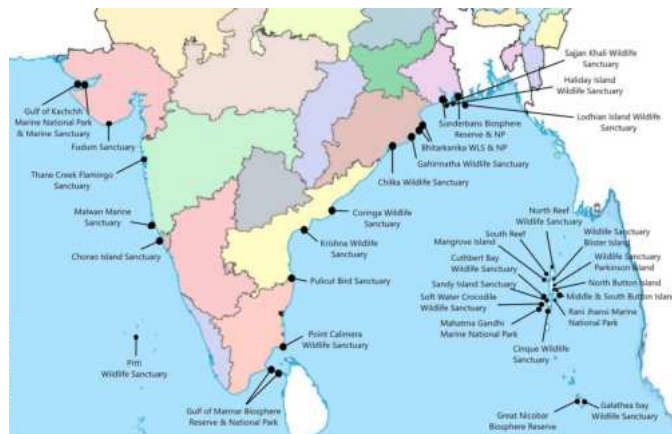 Sajjan Khali Wildlife
Sanctuary
Haliday Island
Wildlife Sanctuary
Lothian Island Wildlife
Sanctuary
Sunderbans Biosphere
Reserve & NP
Bhitarkanika WLS & NP
Gahirmatha Wildlife Sanctuary
Chilka Wildlife Sanctuary
Gulf of Kachchh
Marine National Park
& Marine Sanctuary
Fudum Sanctuary
Thane Creek Flamingo
Sanctuary
Malwan Marine
Sanctuary
Chorao Island Sanctuary
Coringa Wildlife
Sanctuary
Krishna Wildlife
Sanctuary
Pulicut Bird Sanctuary
Point Calimera
Wildlife Sanctuary
Pitti
Wildlife Sanctuary
Gulf of Mannar Biosphere
Reserve & National Park
North Reef
Wildlife Sanctuary
South Reef
Mangrove Island
Cuthbert Bay
Wildlife Sanctuary
Sandy Island Sanctuary
Soft Water Crocodile
Wildlife Sanctuary
Mahatma Gandhi
Marine National Park
Wildlife Sanctuary
Blister Island
Wildlife Sanctuary
Parkinson Island
North Button Island
Middle & South Button Island
Rani Jhansi Marine
National Park
Cinque Wildlife
Sanctuary
Great Nicobar
Biosphere Reserve
Galathea bay
Wildlife Sanctuary